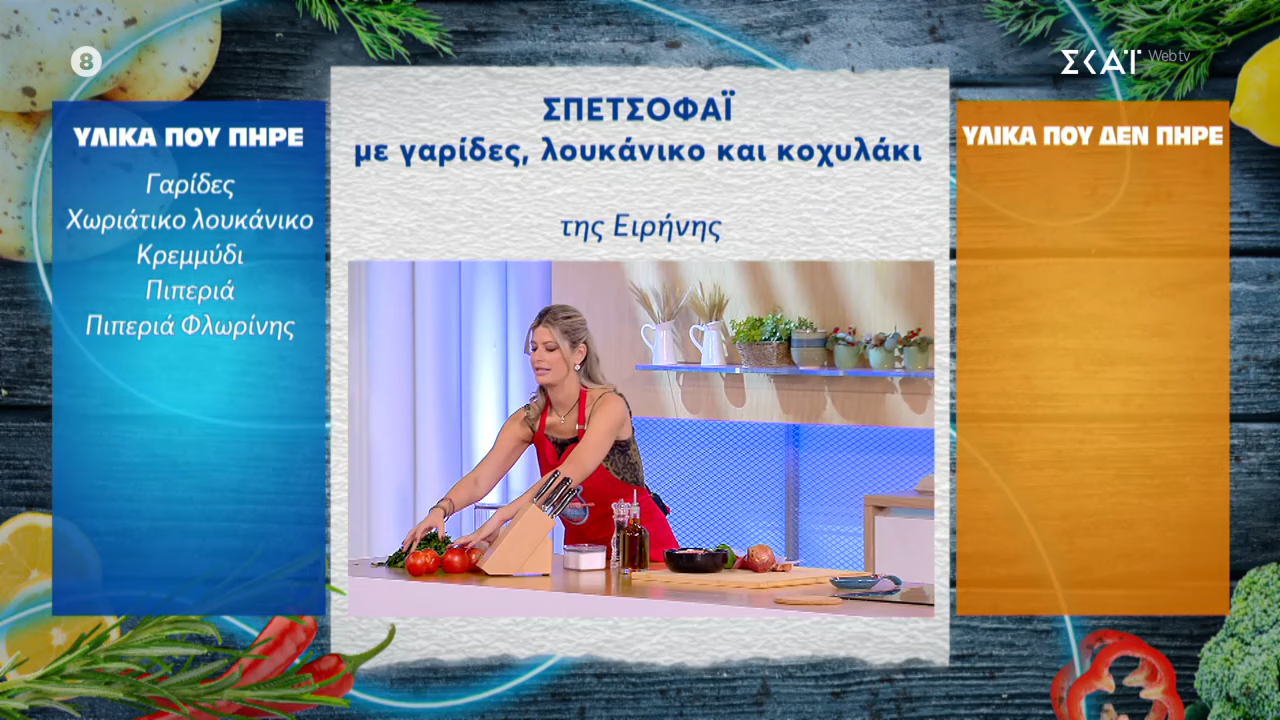 8
ΣΚΑΪ Webtv
ΣΠΕΤΣΟΦΑΪ
με γαρίδες, λουκάνικο και κοχυλάκι
της Ειρήνης
ΥΛΙΚΑ ΠΟΥ ΠΗΡΕ
Γαρίδες
Χωριάτικο λουκάνικο
Κρεμμύδι
Πιπεριά
Πιπεριά Φλωρίνης
ΥΛΙΚΑ ΠΟΥ ΔΕΝ ΠΗΡΕ